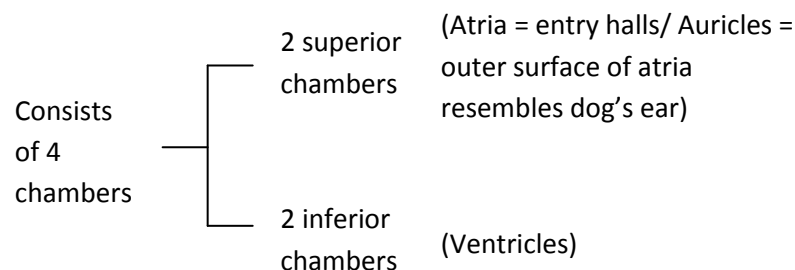 Consists
of 4
chambers
2 superior
chambers
(Atria = entry halls/ Auricles =
outer surface of atria
resembles dog’s ear)
2 inferior
chambers
(Ventricles)